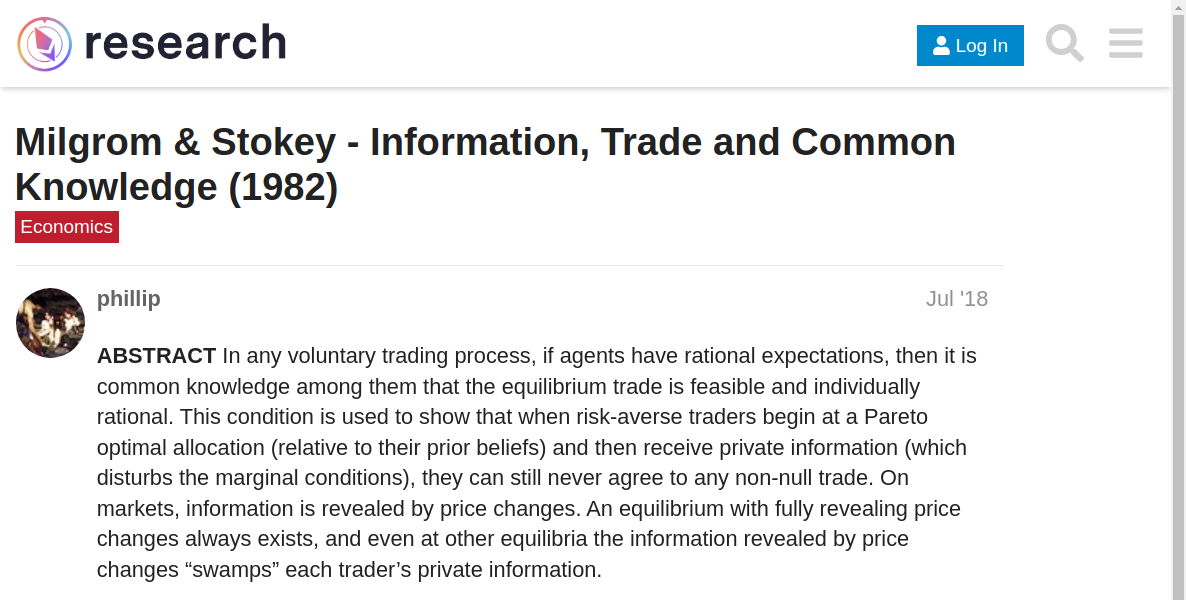 research
Log In
Milgrom & Stokey - Information, Trade and Common
Knowledge (1982)
Economics
phillip
Jul '18
ABSTRACT In any voluntary trading process, if agents have rational expectations, then it is
common knowledge among them that the equilibrium trade is feasible and individually
rational. This condition is used to show that when risk-averse traders begin at a Pareto
optimal allocation (relative to their prior beliefs) and then receive private information (which
disturbs the marginal conditions), they can still never agree to any non-null trade. On
markets, information is revealed by price changes. An equilibrium with fully revealing price
changes always exists, and even at other equilibria the information revealed by price
changes “swamps” each trader’s private information.